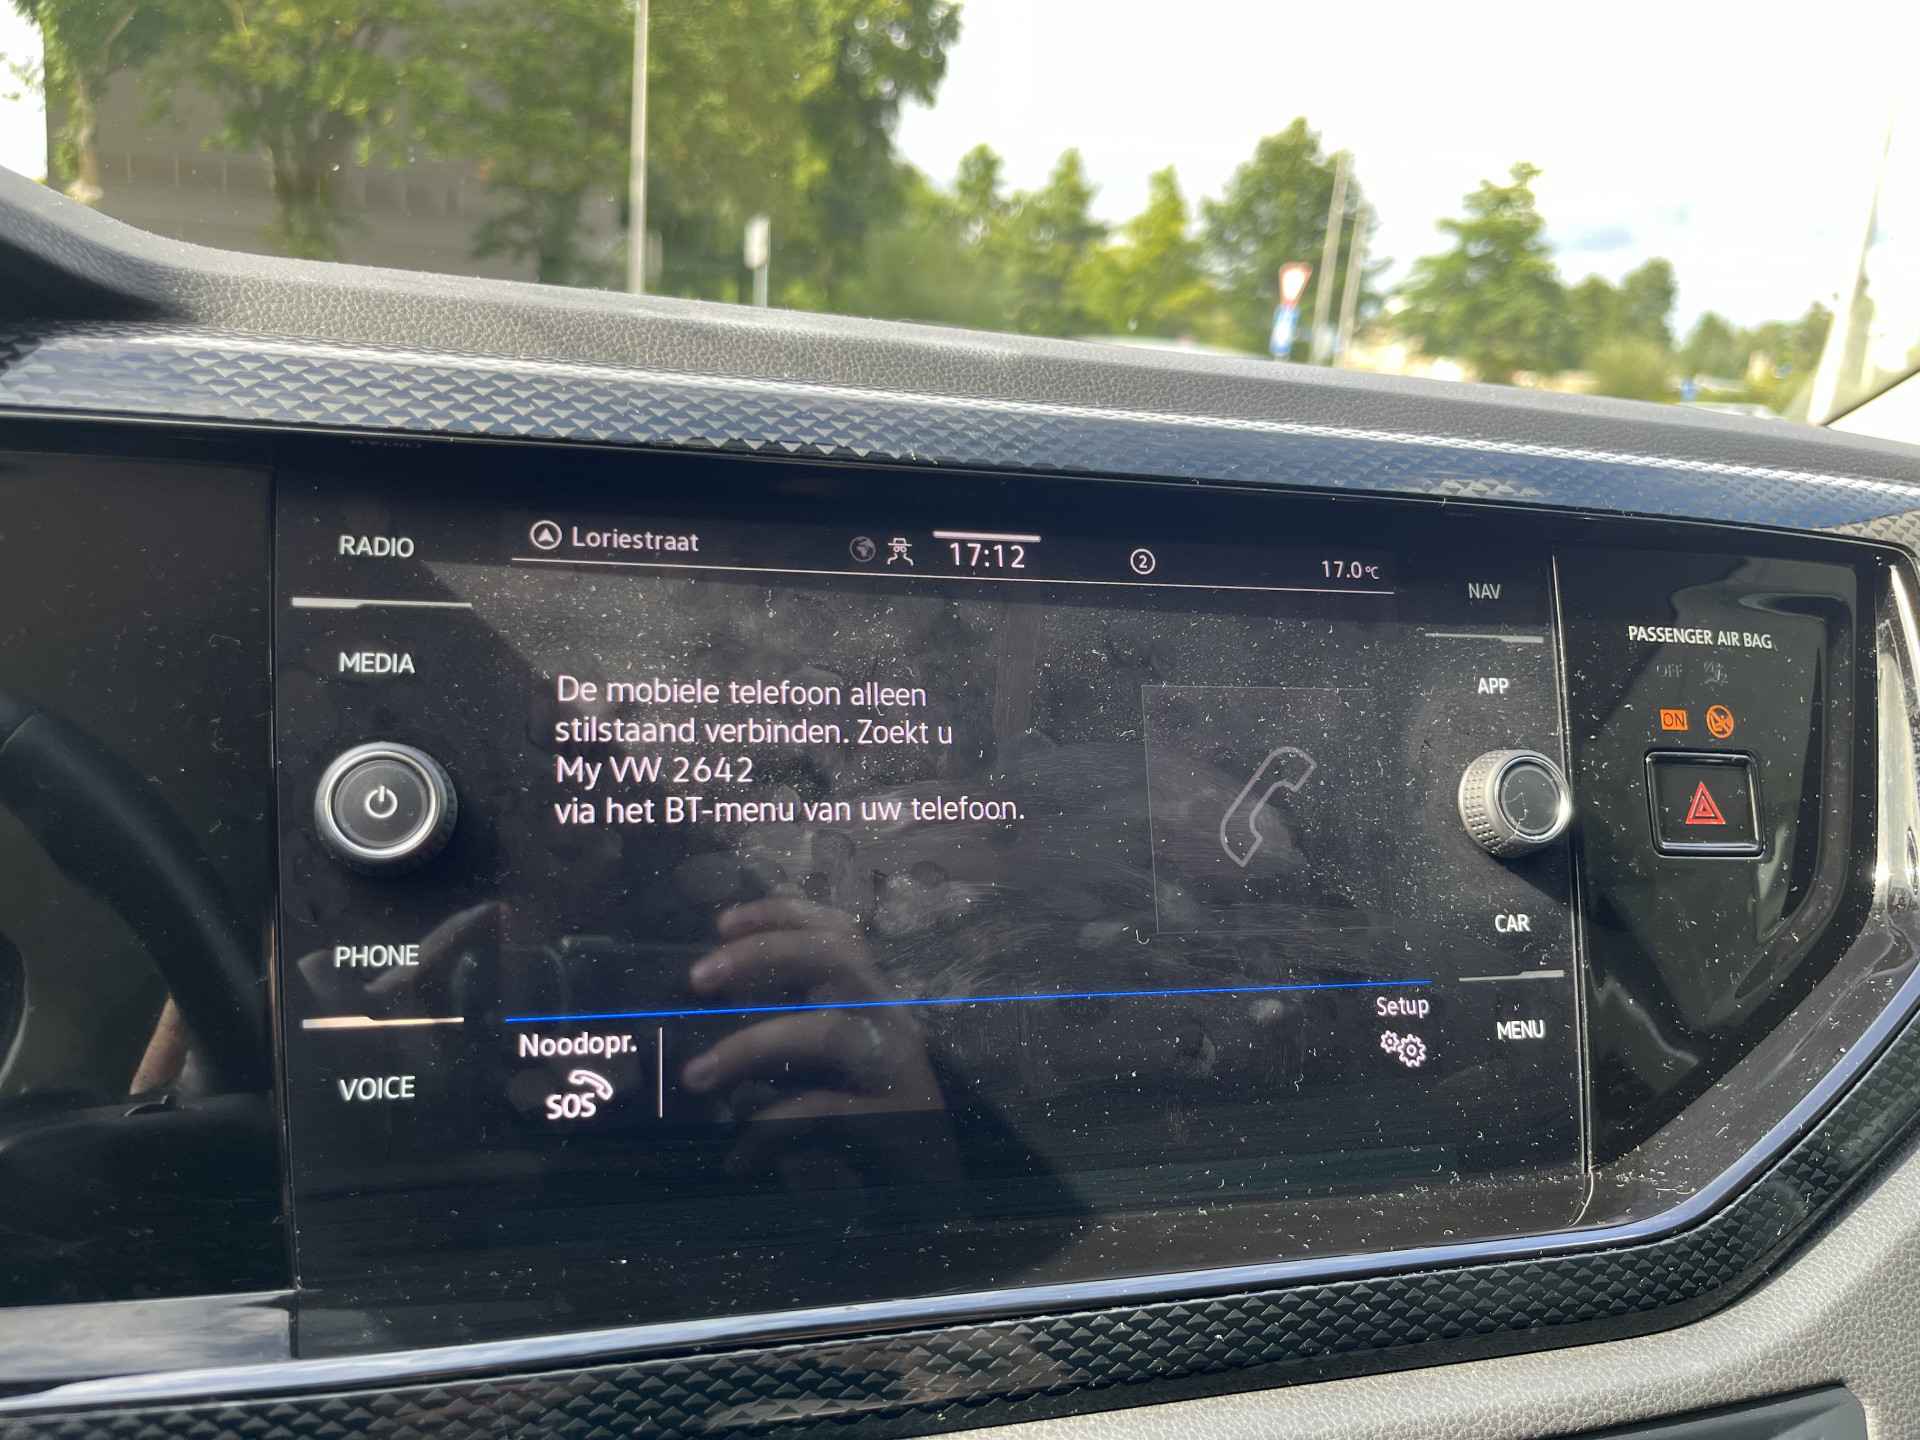 RADIO
MEDIA
PHONE
VOICE
Loriestraat
17:12
2
17.0°C
De mobiele telefoon alleen
stilstaand verbinden. Zoekt u
My VW 2642
via het BT-menu van uw telefoon.
Noodopr.
SOS
Setup
NAV
APP
CAR
MENU
PASSENGER AIR BAG
OFF
ON